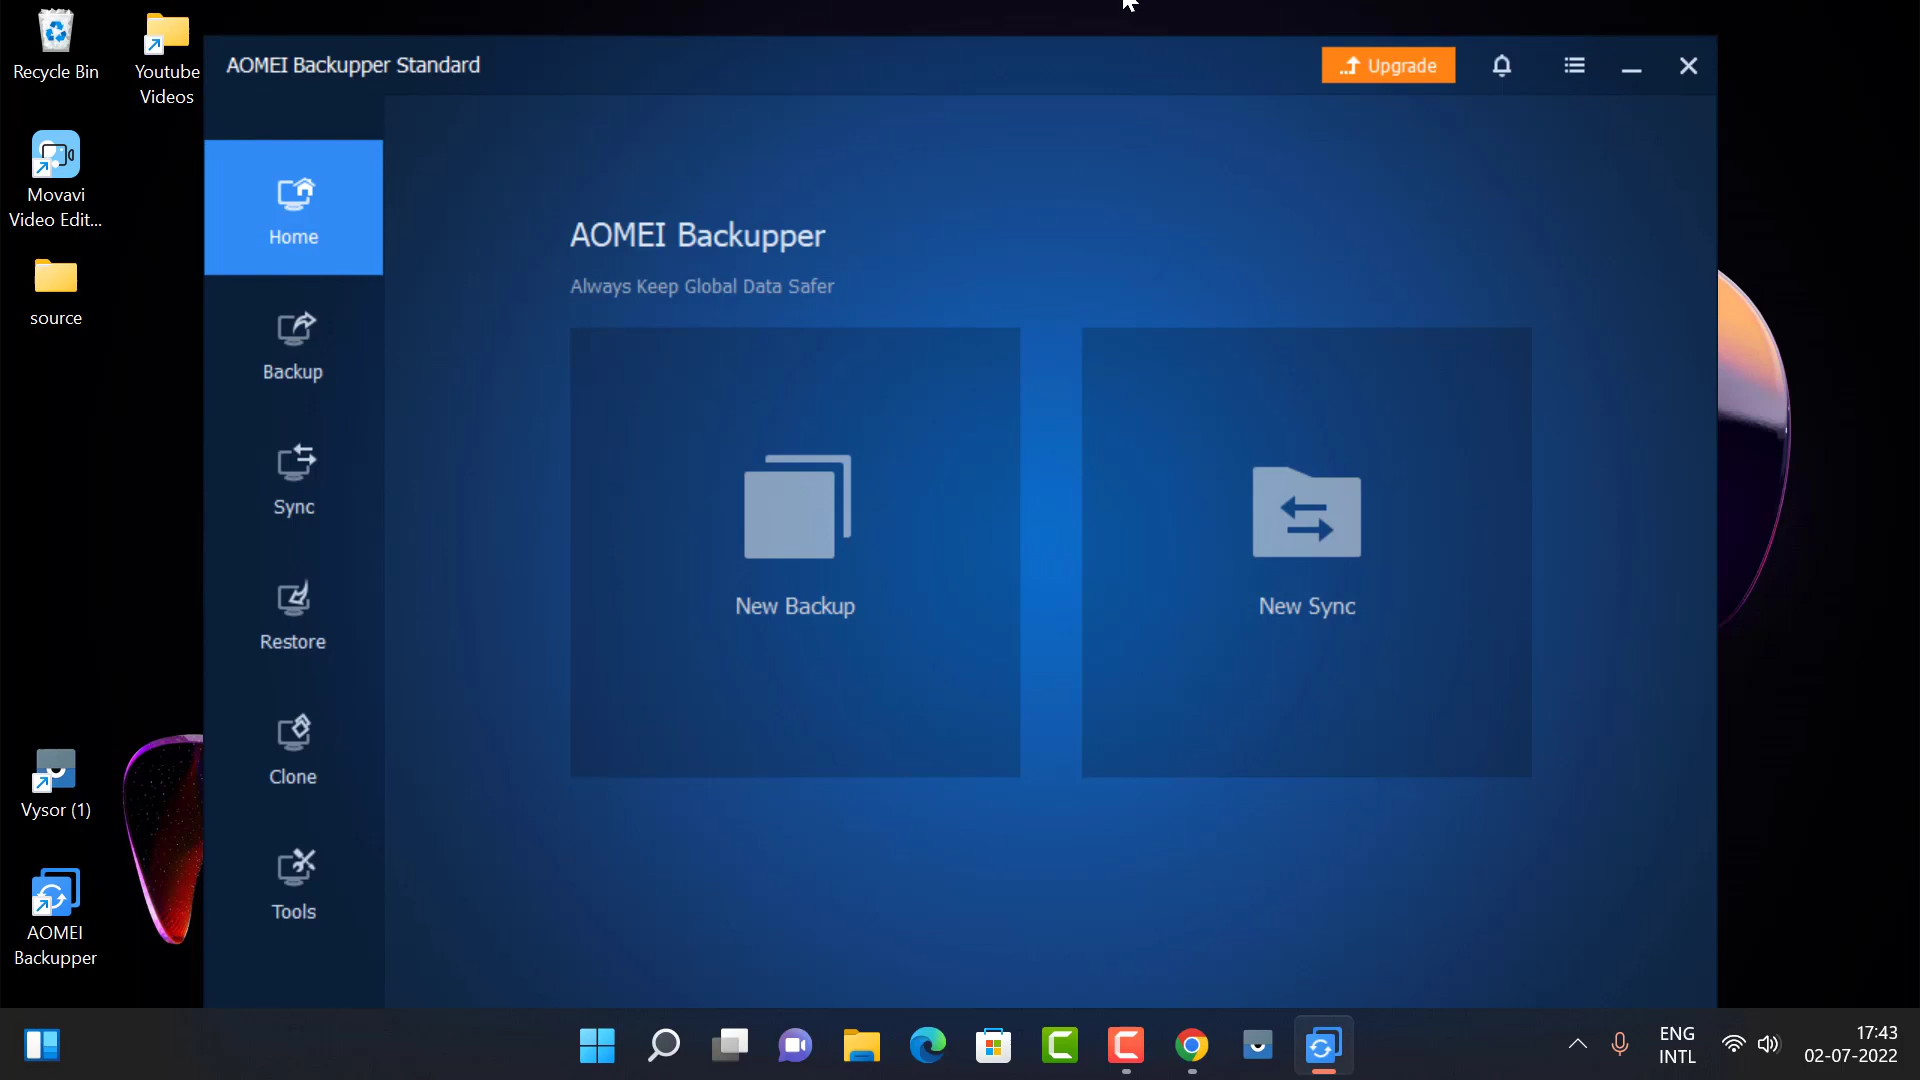 Recycle Bin
Youtube
Videos
Movavi
Video Edit...
source
Vysor (1)
AOMEI
Backupper
AOMEI Backupper Standard
Upgrade
Home
Backup
Sync
Restore
Clone
Tools
AOMEI Backupper
Always Keep Global Data Safer
New Backup
New Sync
ENG
INTL
17:43
02-07-2022